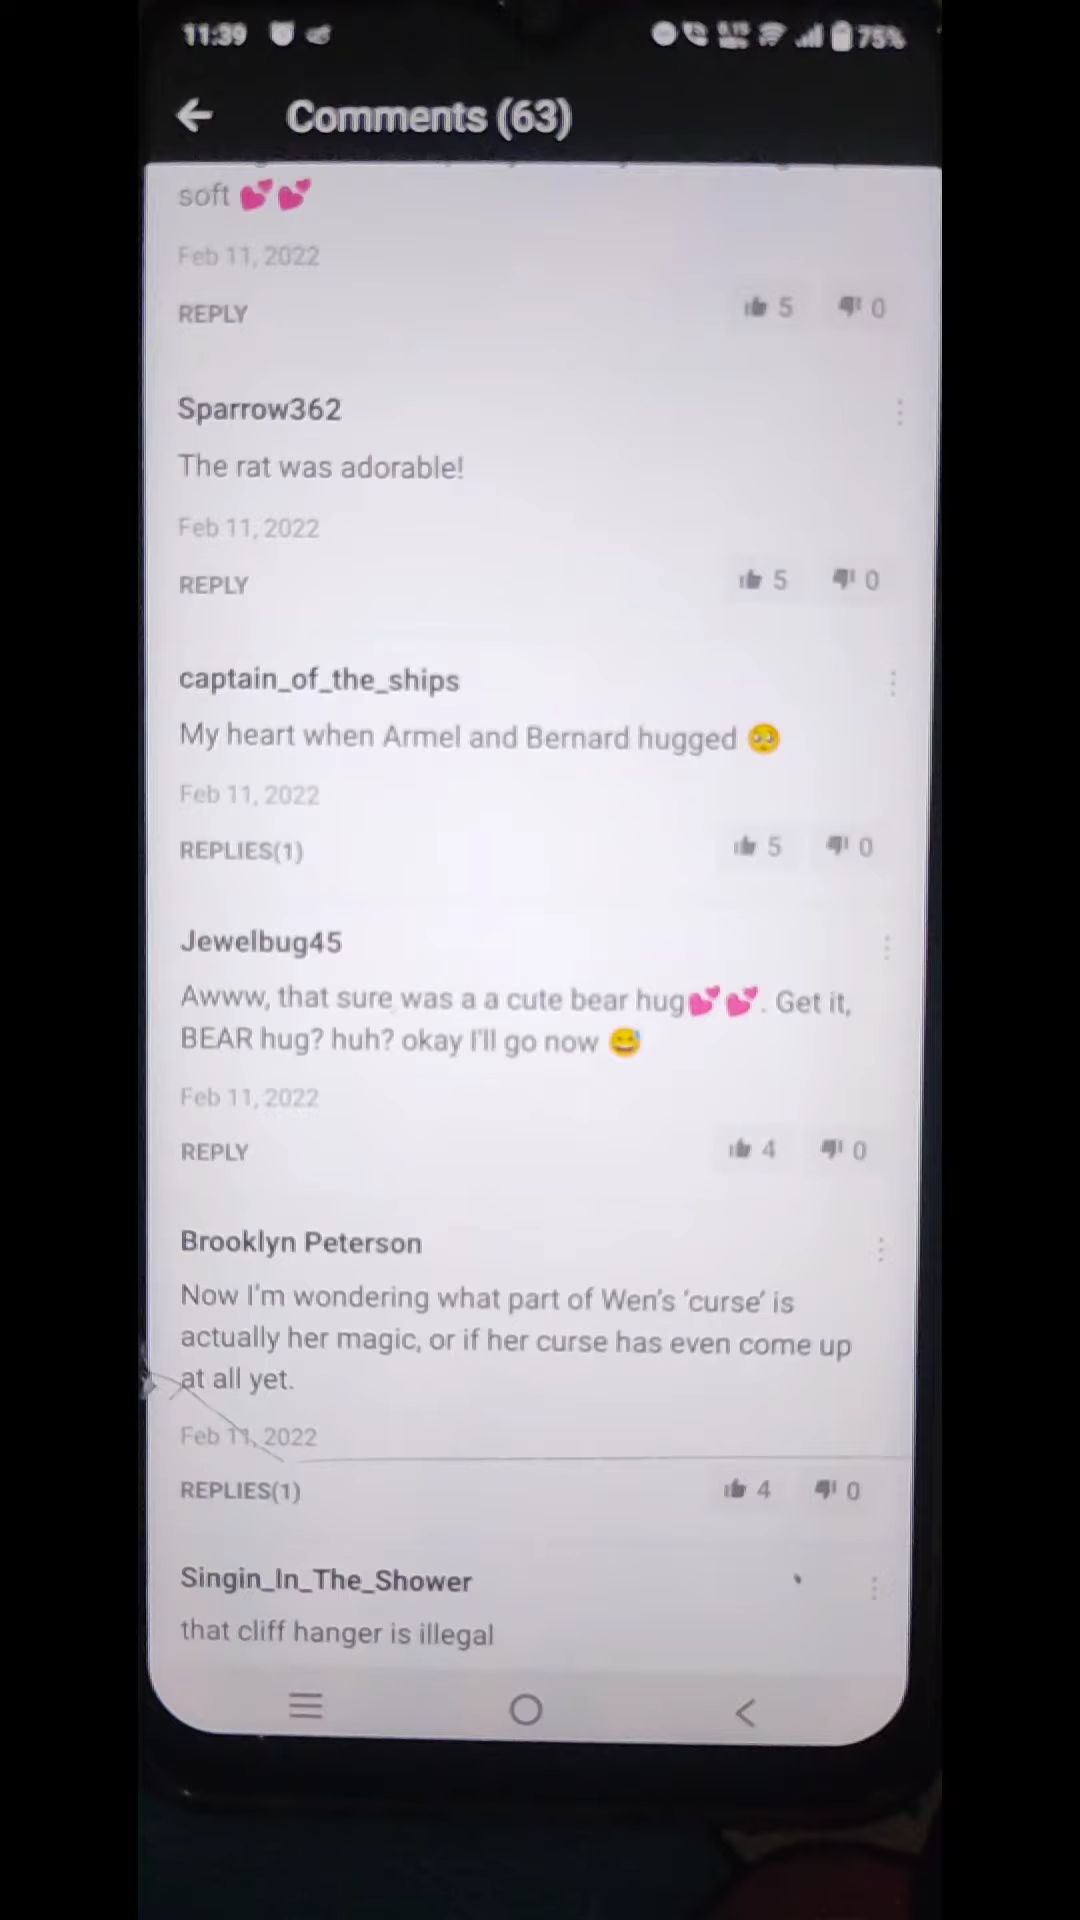 11:39
75%
Comments (63)
soft 💕💕
Feb 11, 2022
REPLY
5
0
Sparrow362
The rat was adorable!
Feb 11, 2022
REPLY
5
0
captain_of_the_ships
My heart when Armel and Bernard hugged 🥺
Feb 11, 2022
REPLIES(1)
5
0
Jewelbug45
Awww, that sure was a a cute bear hug💕💕. Get it,
BEAR hug? huh? okay I'll go now 😅
Feb 11, 2022
REPLY
4
0
Brooklyn Peterson
Now I'm wondering what part of Wen's 'curse' is
actually her magic, or if her curse has even come up
at all yet.
Feb 11, 2022
REPLIES(1)
4
0
Singin_In_The_Shower
that cliff hanger is illegal